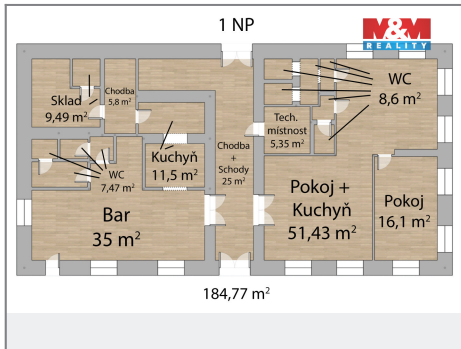 1 NP
M&M
REALITY
Sklad
9,49 m²
Chodba
5,8 m²
WC
8,6 m²
Tech.
místnost
5,35 m²
Kuchyň
11,5 m²
Chodba
+
Schody
25 m²
WC
7,47 m²
Bar
35 m²
Pokoj +
Kuchyň
51,43 m²
Pokoj
16,1 m²
184,77 m²